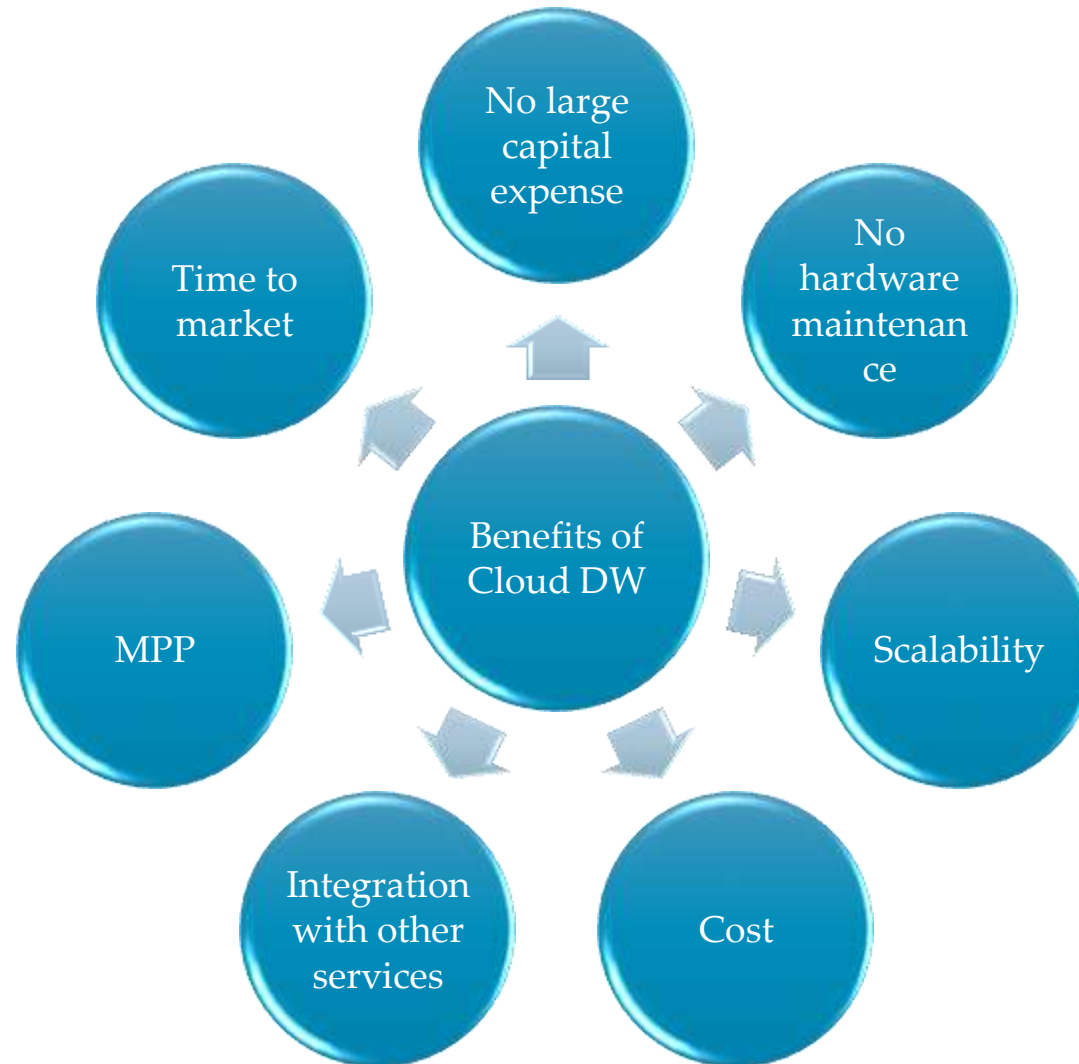 No large
capital
expense
No
hardware
maintenan
ce
Scalability
Cost
Integration
with other
services
MPP
Time to
market
Benefits of
Cloud DW